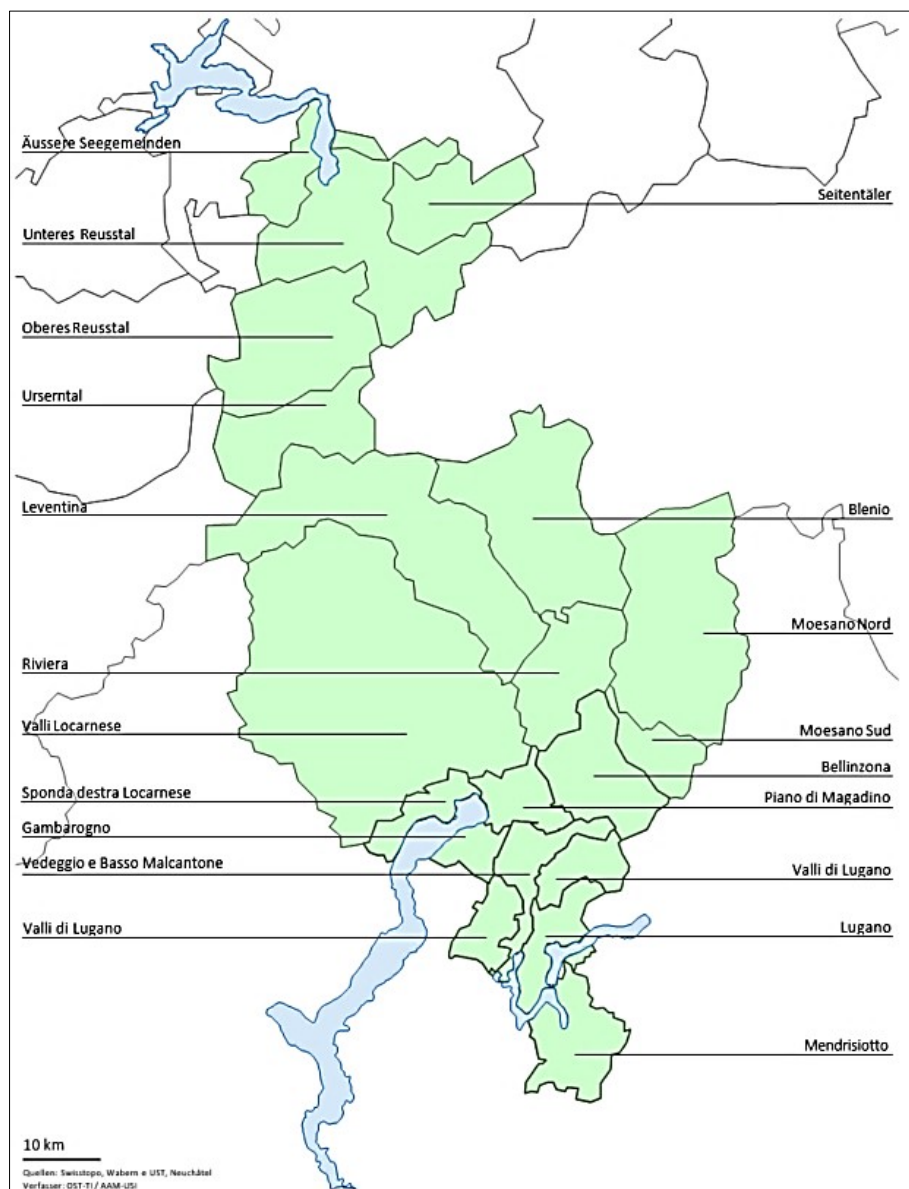 Äussere Seegemeinden
Seitentäler
Unteres Reusstal
Oberes Reusstal
Urserntal
Leventina
Blenio
Moesano Nord
Riviera
Valli Locarnese
Moesano Sud
Bellinzona
Sponda destra Locarnese
Piano di Magadino
Gambarogno
Vedeggio e Basso Malcantone
Valli di Lugano
Valli di Lugano
Lugano
Mendrisiotto
10 km
Quellen: Swisstopo, Wabern e UST, Neuchâtel
Verfasser: OST-TI / AAM-USI